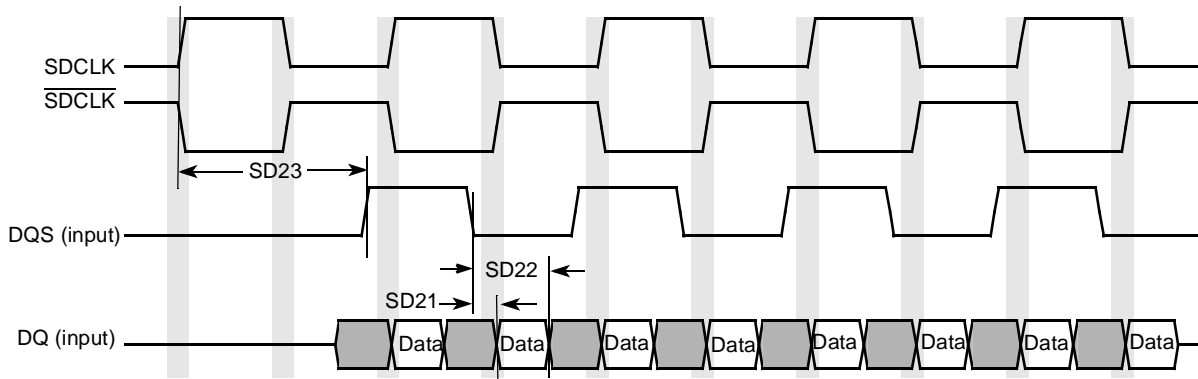 SDCLK
SDCLK
SD23
DQS (input)
SD22
SD21
DQ (input)
Data Data Data Data Data Data Data Data